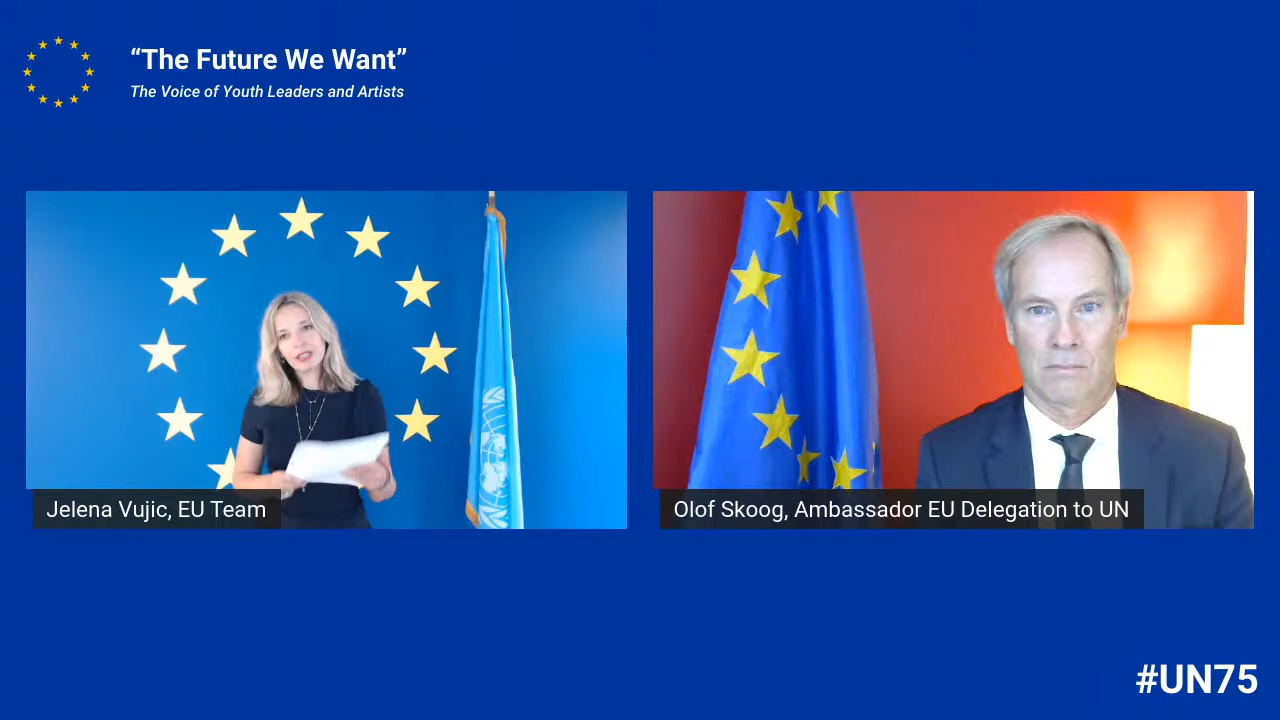 “The Future We Want”
The Voice of Youth Leaders and Artists
Jelena Vujic, EU Team
Olof Skoog, Ambassador EU Delegation to UN
#UN75